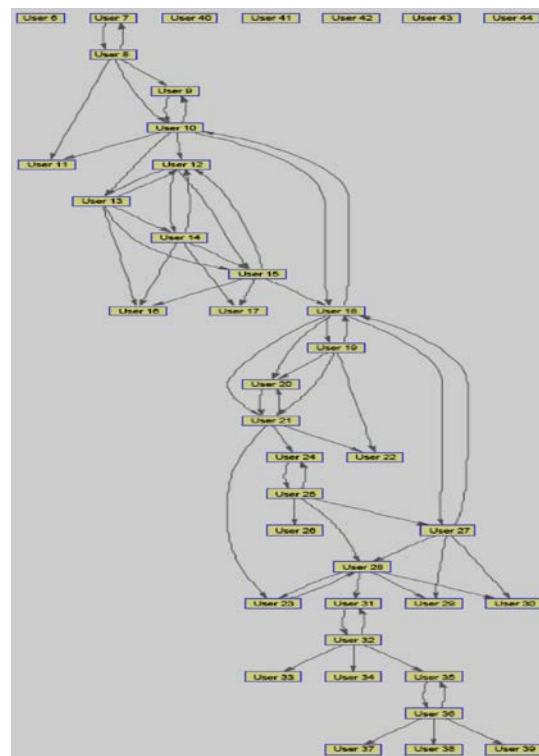 User 6 User 7 User 40 User 41 User 42 User 43 User 44
User 8
User 9
User 10
User 11 User 12
User 13
User 14
User 15
User 16 User 17 User 18
User 19
User 20
User 21
User 24 User 22
User 25
User 26 User 27
User 28
User 23 User 31 User 29 User 30
User 32
User 33 User 34 User 35
User 36
User 37 User 38 User 39